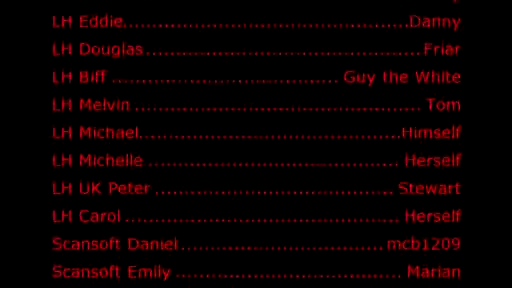 LH Eddie................................................Danny
LH Douglas..............................................Friar
LH Biff ................................... Guy the White
LH Melvin ............................................ Tom
LH Michael........................................Himself
LH Michelle ...................................... Herself
LH UK Peter ..................................... Stewart
LH Carol .......................................... Herself
Scansoft Daniel...............................mcb1209
Scansoft Emily .................................. Marian